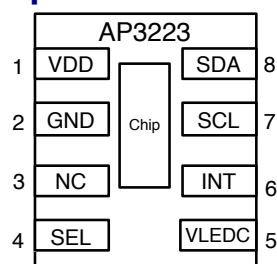 AP3223
1 VDD SDA 8
2 GND Chip SCL 7
3 NC INT 6
4 SEL VLEDC 5